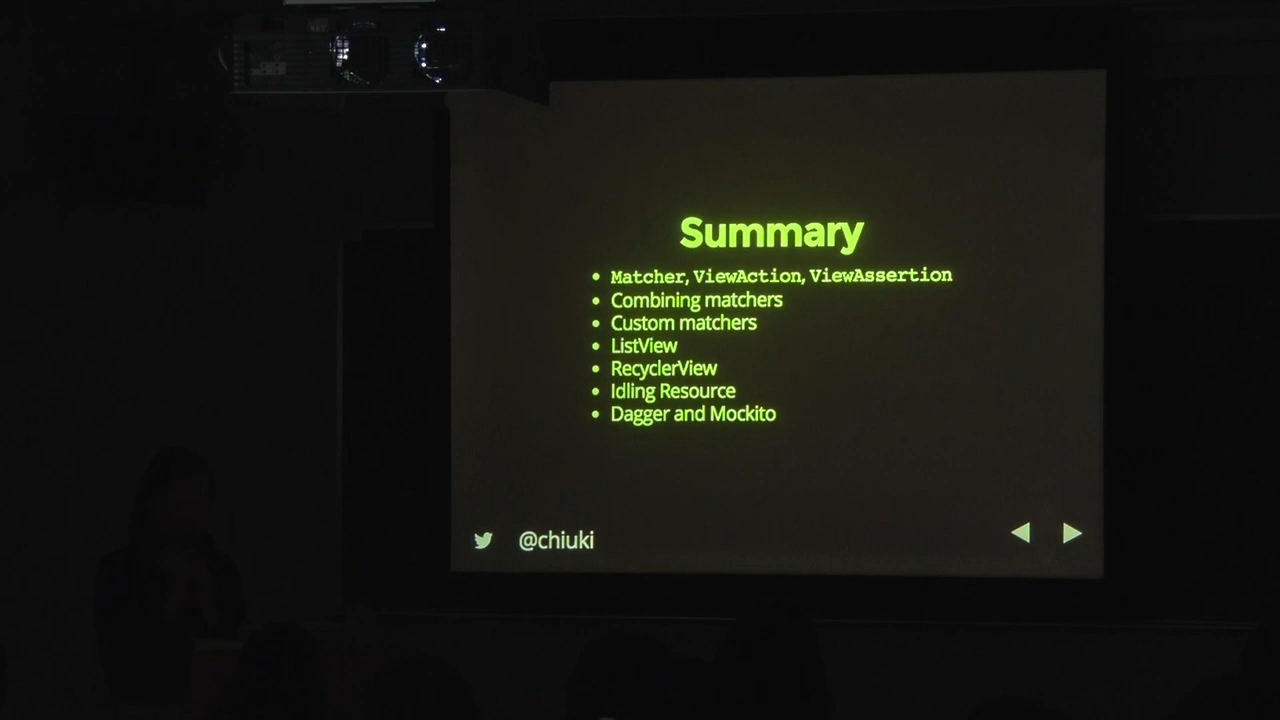 Summary
Matcher, ViewAction, ViewAssertion
Combining matchers
Custom matchers
ListView
RecyclerView
Idling Resource
Dagger and Mockito
@chiuki